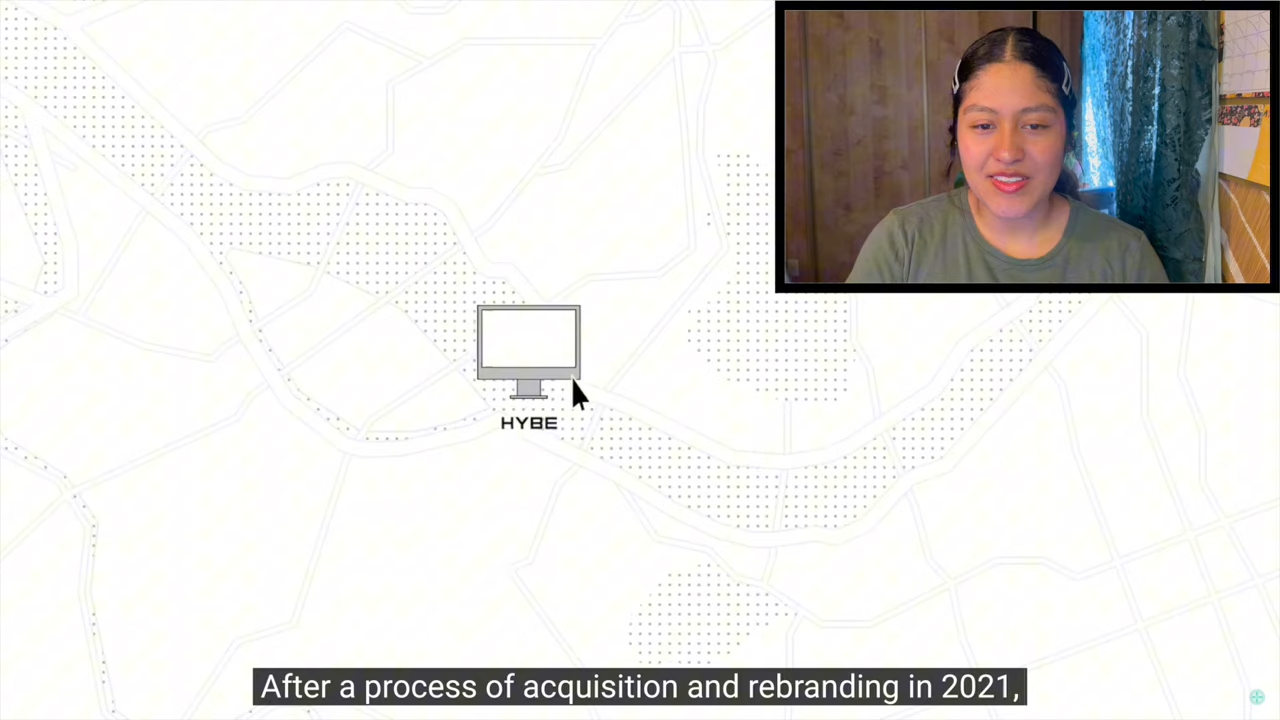 HYBE
After a process of acquisition and rebranding in 2021,